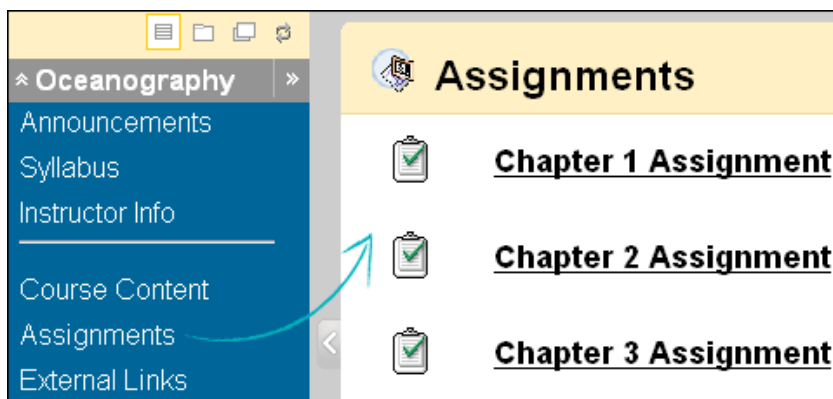 Oceanography
Announcements
Syllabus
Instructor Info
Course Content
Assignments
External Links
Assignments
Chapter 1 Assignment
Chapter 2 Assignment
Chapter 3 Assignment